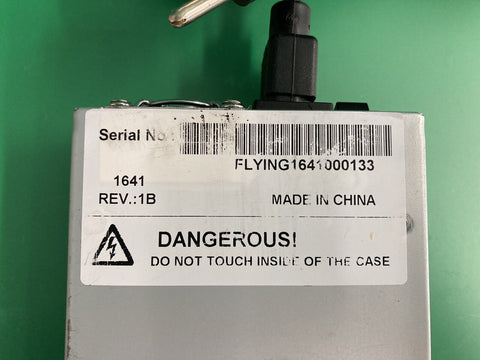 Serial No.:
FLYING1641000133
1641
REV.:1B MADE IN CHINA
DANGEROUS!
DO NOT TOUCH INSIDE OF THE CASE